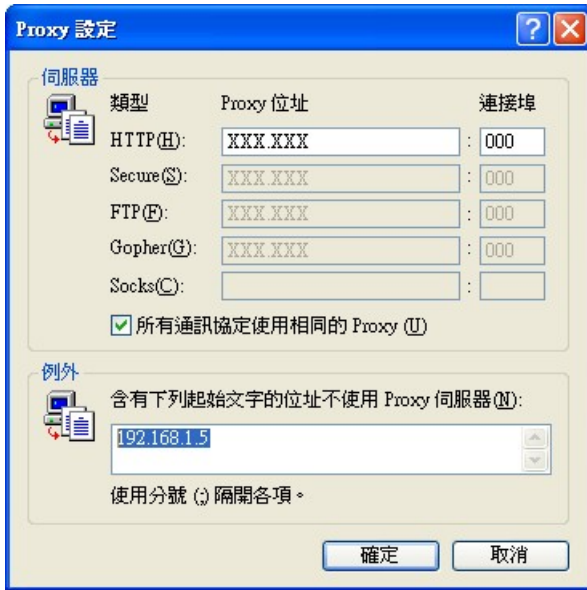 Proxy 設定
伺服器
類型 Proxy 位址 連接埠
HTTP(H): XXX.XXX : 000
Secure(S): XXX.XXX : 000
FTP(F): XXX.XXX : 000
Gopher(G): XXX.XXX : 000
Socks(C): :
所有通訊協定使用相同的 Proxy (U)
例外
含有下列起始文字的位址不使用 Proxy 伺服器(N):
192.168.1.5
使用分號 (;) 隔開各項。
確定 取消